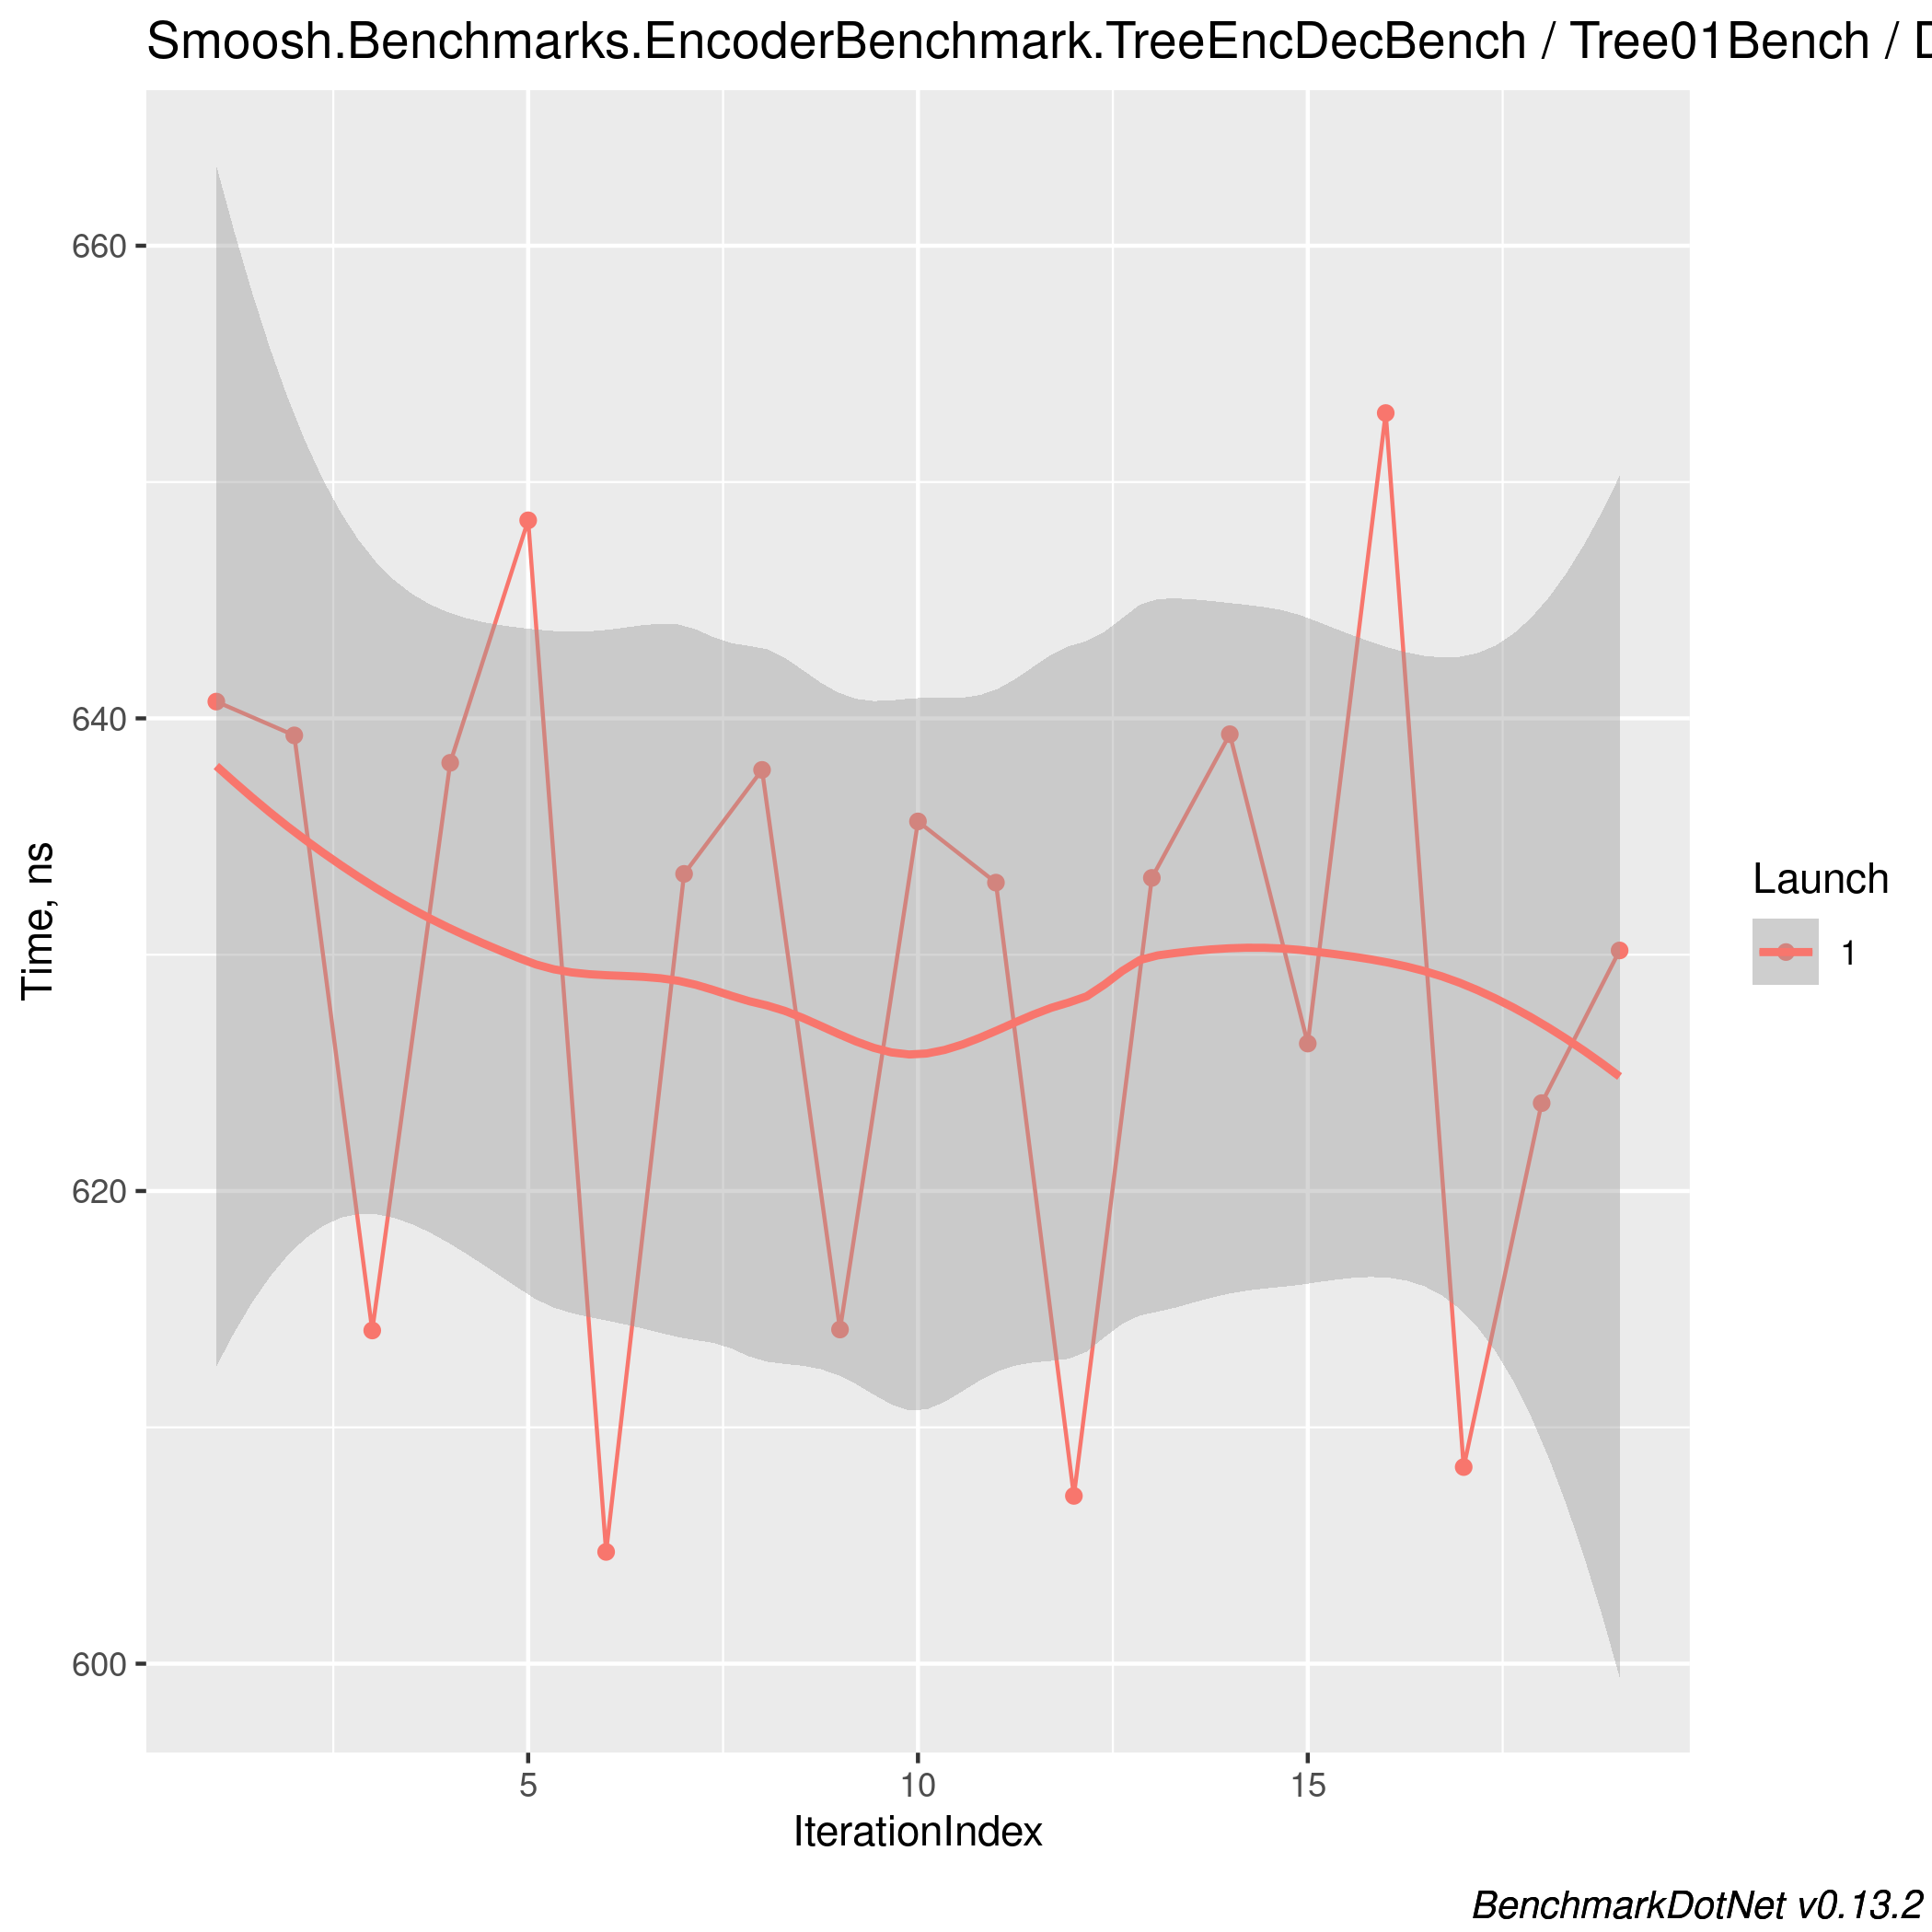 Smoosh.Benchmarks.EncoderBenchmark.TreeEncDecBench / Tree01Bench /
660
640
620
600
Time, ns
5 10 15
IterationIndex
Launch
1
BenchmarkDotNet v0.13.2